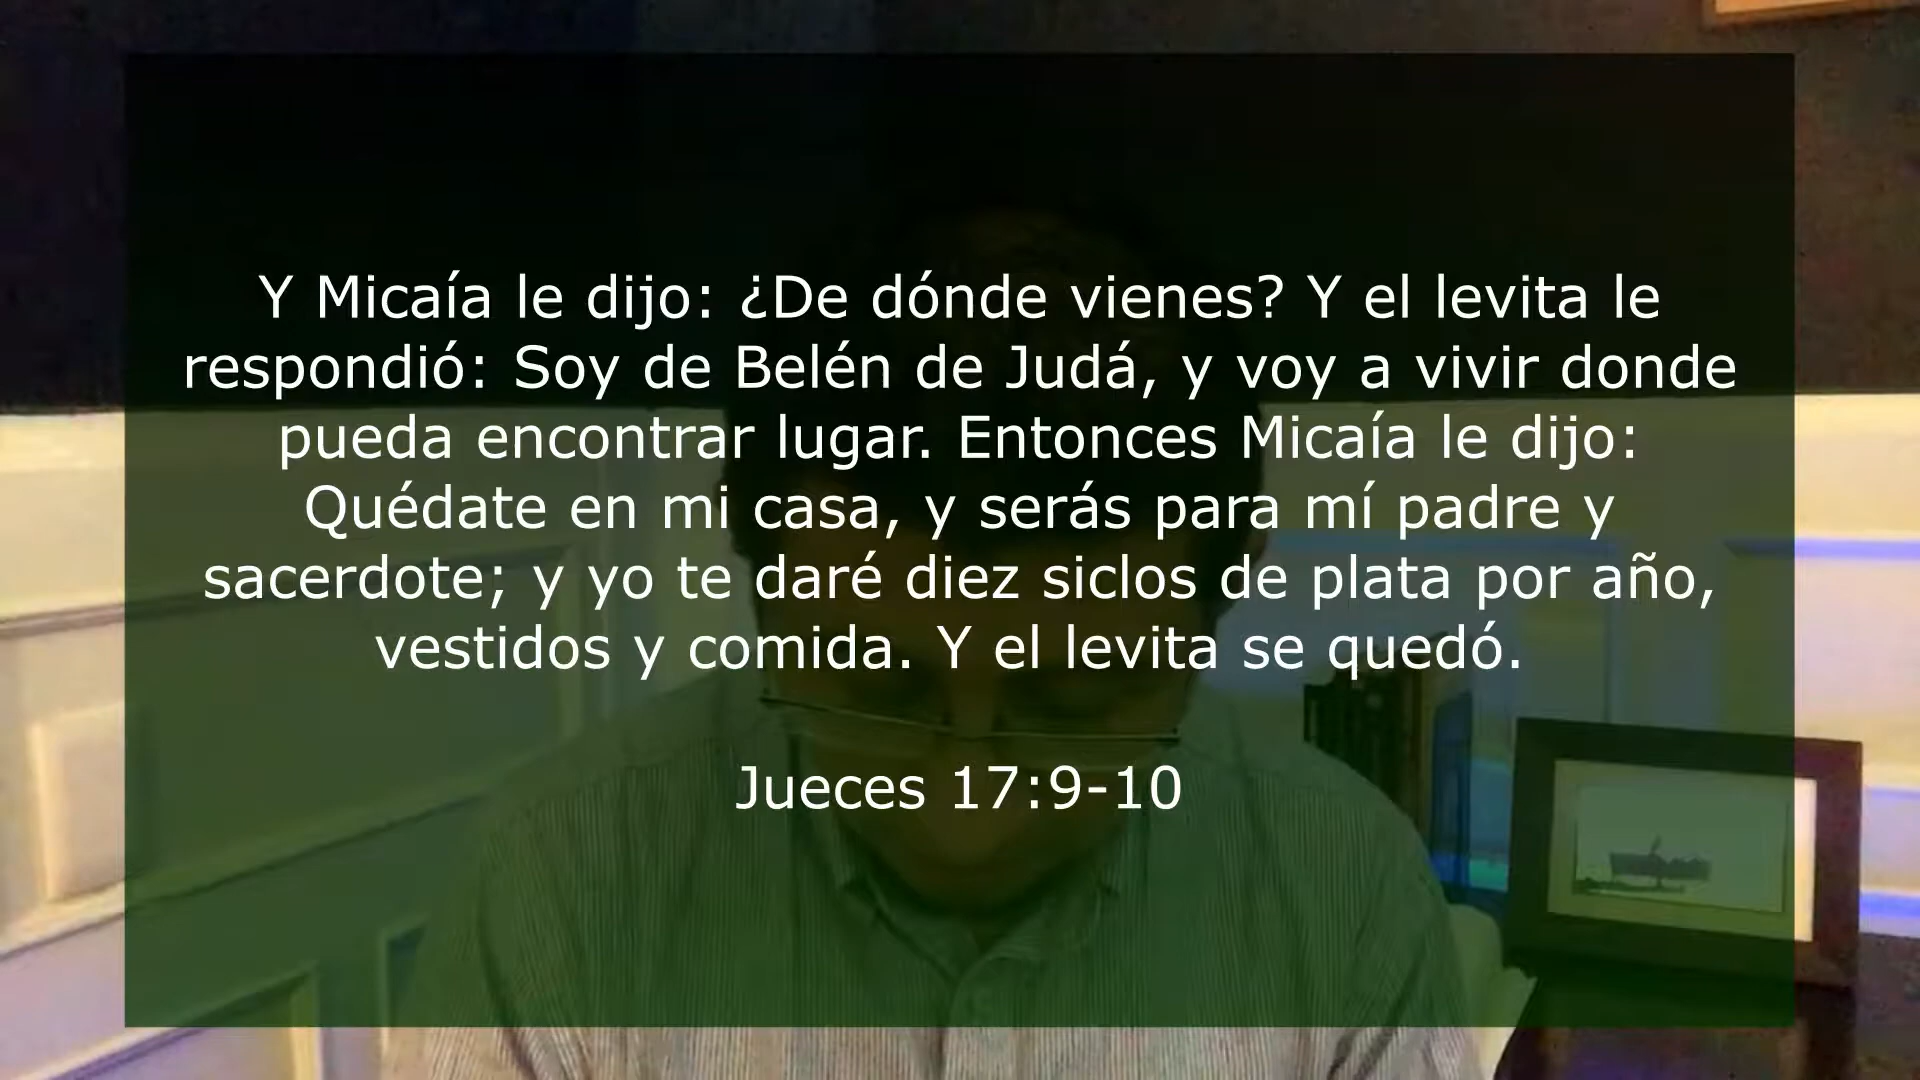 Y Micaía le dijo: ¿De dónde vienes? Y el levita le
respondió: Soy de Belén de Judá, y voy a vivir donde
pueda encontrar lugar. Entonces Micaía le dijo:
Quédate en mi casa, y serás para mí padre y
sacerdote; y yo te daré diez siclos de plata por año,
vestidos y comida. Y el levita se quedó.
Jueces 17:9-10